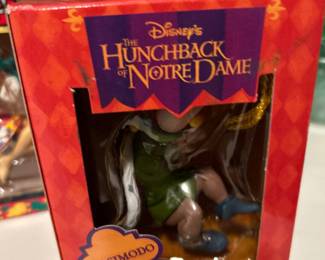 DISNEY'S
THE
HUNCHBACK
OF NOTRE DAME
SIMODO